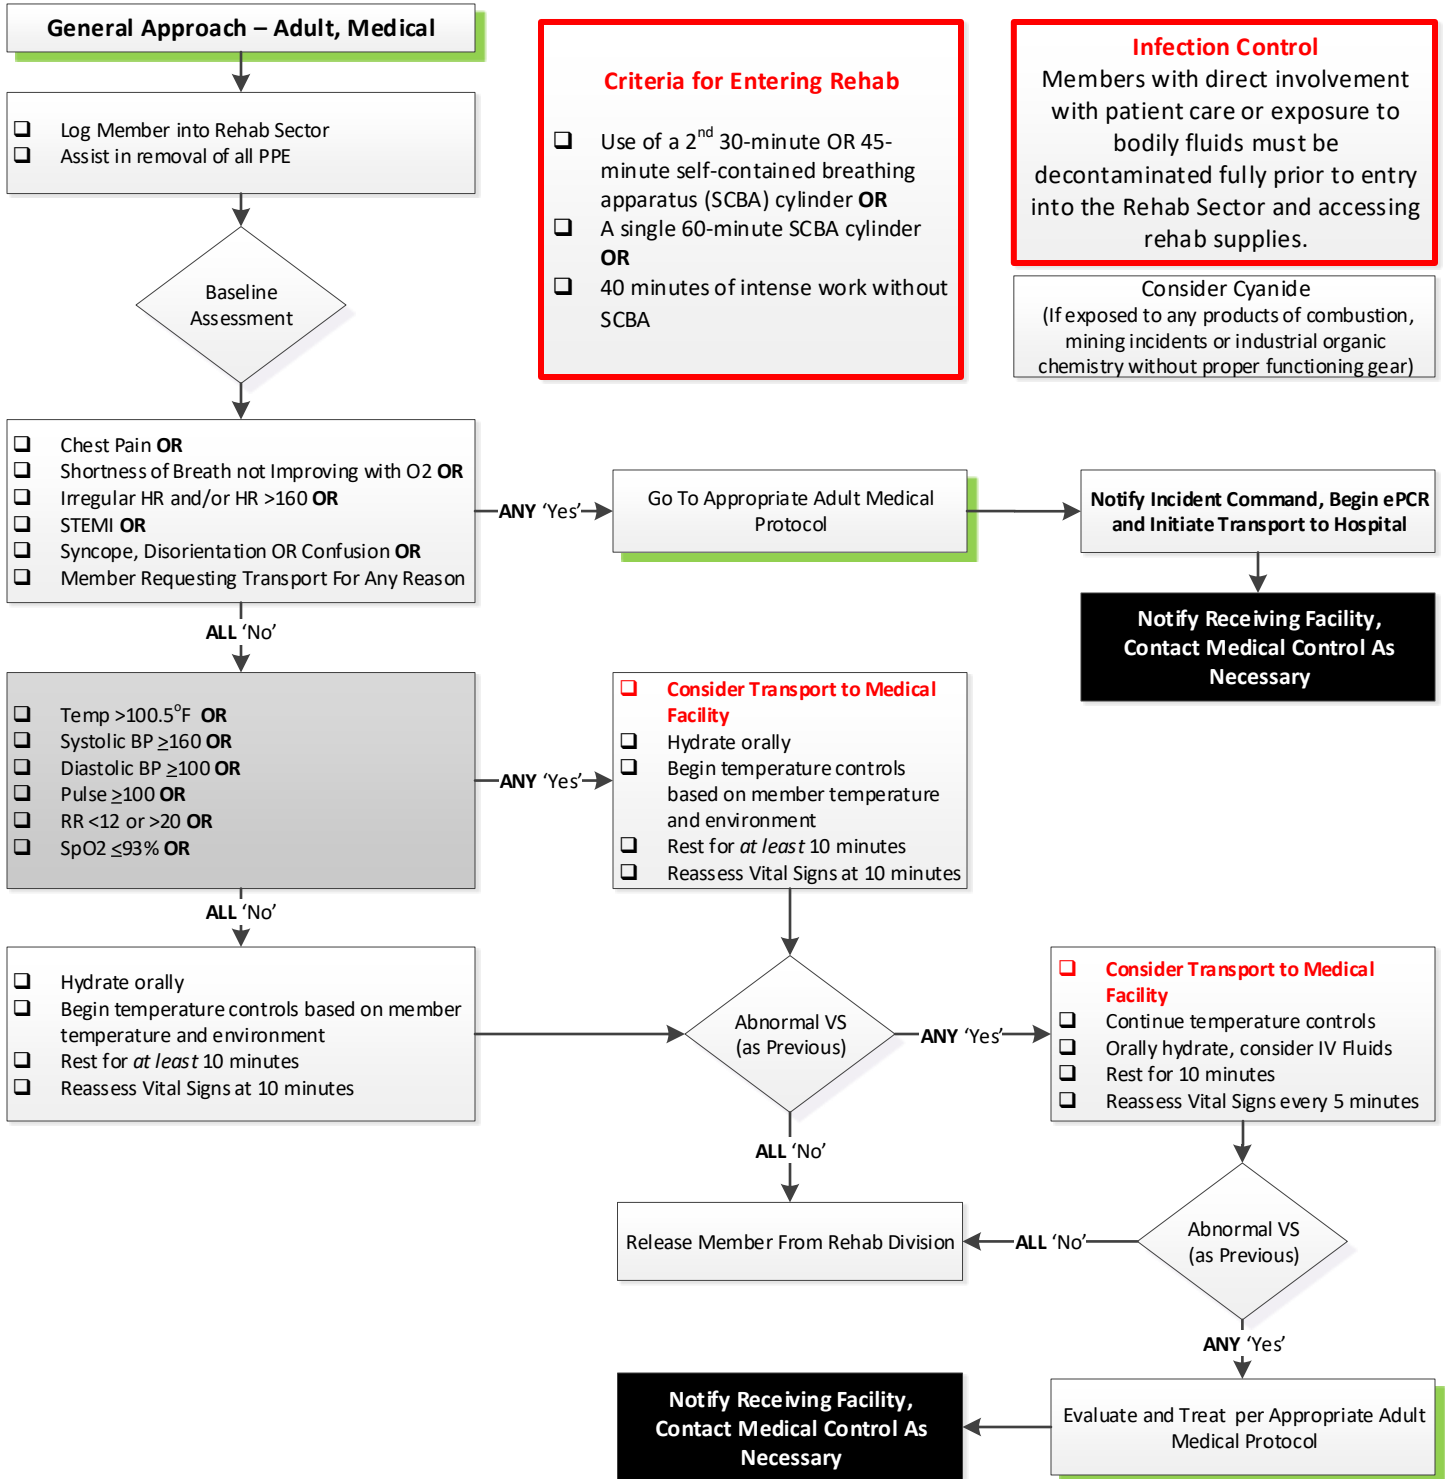 General Approach – Adult, Medical
❑ Log Member into Rehab Sector
❑ Assist in removal of all PPE
Baseline
Assessment
Criteria for Entering Rehab
❑ Use of a 2nd 30-minute OR 45-
minute self-contained breathing
apparatus (SCBA) cylinder OR
❑ A single 60-minute SCBA cylinder
OR
❑ 40 minutes of intense work without
SCBA
Infection Control
Members with direct involvement
with patient care or exposure to
bodily fluids must be
decontaminated fully prior to entry
into the Rehab Sector and accessing
rehab supplies.
Consider Cyanide
(If exposed to any products of combustion,
mining incidents or industrial organic
chemistry without proper functioning gear)
❑ Chest Pain OR
❑ Shortness of Breath not Improving with O2 OR
❑ Irregular HR and/or HR >160 OR
❑ STEMI OR
❑ Syncope, Disorientation OR Confusion OR
❑ Member Requesting Transport For Any Reason
ANY ‘Yes’
Go To Appropriate Adult Medical
Protocol
Notify Incident Command, Begin ePCR
and Initiate Transport to Hospital
Notify Receiving Facility,
Contact Medical Control As
Necessary
ALL ‘No’
❑ Temp >100.5°F OR
❑ Systolic BP ≥160 OR
❑ Diastolic BP ≥100 OR
❑ Pulse ≥100 OR
❑ RR <12 or >20 OR
❑ SpO2 ≤93% OR
ANY ‘Yes’
❑ Consider Transport to Medical
Facility
❑ Hydrate orally
❑ Begin temperature controls
based on member temperature
and environment
❑ Rest for at least 10 minutes
❑ Reassess Vital Signs at 10 minutes
ALL ‘No’
❑ Hydrate orally
❑ Begin temperature controls based on member
temperature and environment
❑ Rest for at least 10 minutes
❑ Reassess Vital Signs at 10 minutes
Abnormal VS
(as Previous)
ANY ‘Yes’
❑ Consider Transport to Medical
Facility
❑ Continue temperature controls
❑ Orally hydrate, consider IV Fluids
❑ Rest for 10 minutes
❑ Reassess Vital Signs every 5 minutes
ALL ‘No’
Release Member From Rehab Division
ALL ‘No’
Abnormal VS
(as Previous)
ANY ‘Yes’
Evaluate and Treat per Appropriate Adult
Medical Protocol
Notify Receiving Facility,
Contact Medical Control As
Necessary